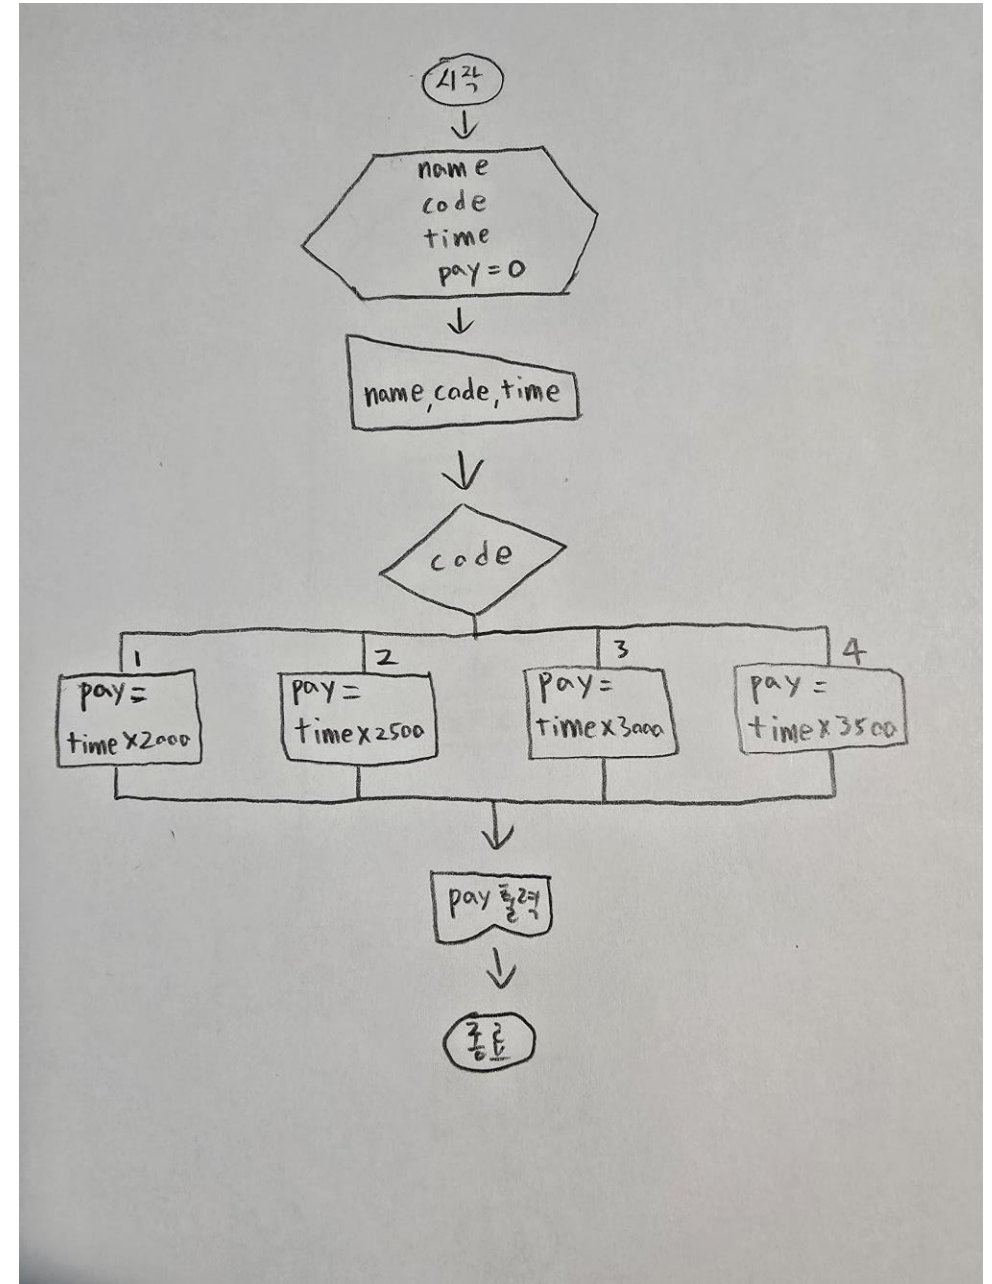 시작
name
code
time
pay = 0
name, code, time
code
1
pay =
time x 2000
2
pay =
time x 2500
3
pay =
time x 3000
4
pay =
time x 3500
pay 출력
종료